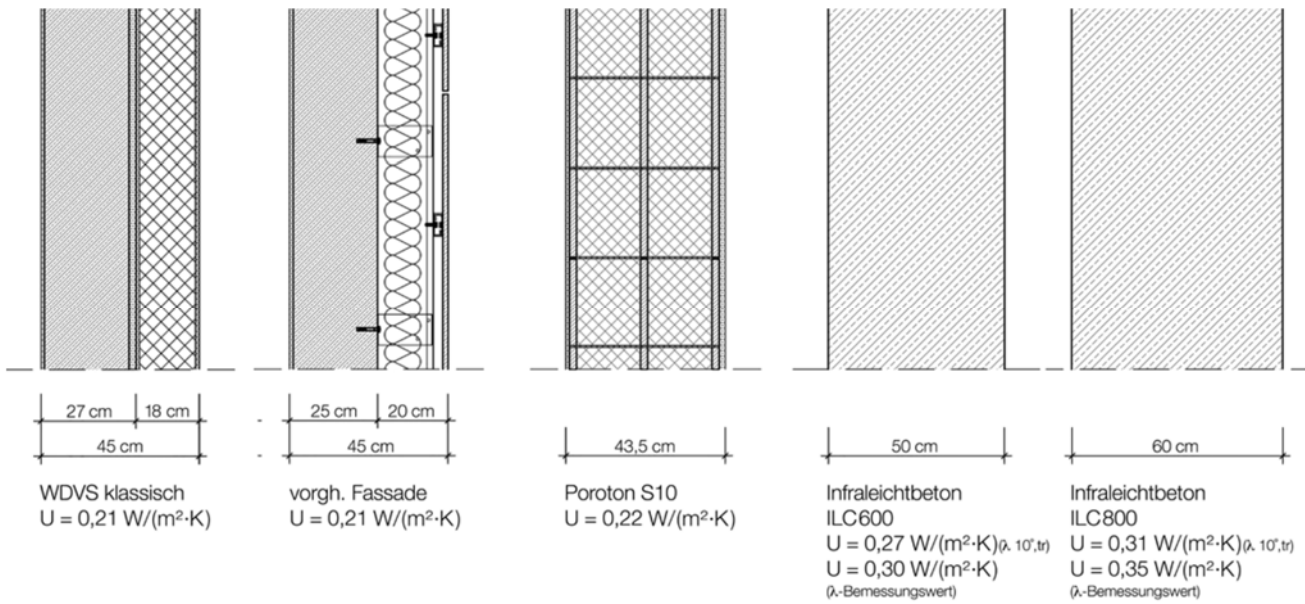 27 cm
18 cm
45 cm
WDVS klassisch
U = 0,21 W/(m²·K)
25 cm
20 cm
45 cm
vorgh. Fassade
U = 0,21 W/(m²·K)
43,5 cm
Poroton S10
U = 0,22 W/(m²·K)
50 cm
Infraleichtbeton
ILC600
U = 0,27 W/(m²·K)(λ 10°,tr)
U = 0,30 W/(m²·K)
(λ-Bemessungswert)
60 cm
Infraleichtbeton
ILC800
U = 0,31 W/(m²·K)(λ 10°,tr)
U = 0,35 W/(m²·K)
(λ-Bemessungswert)